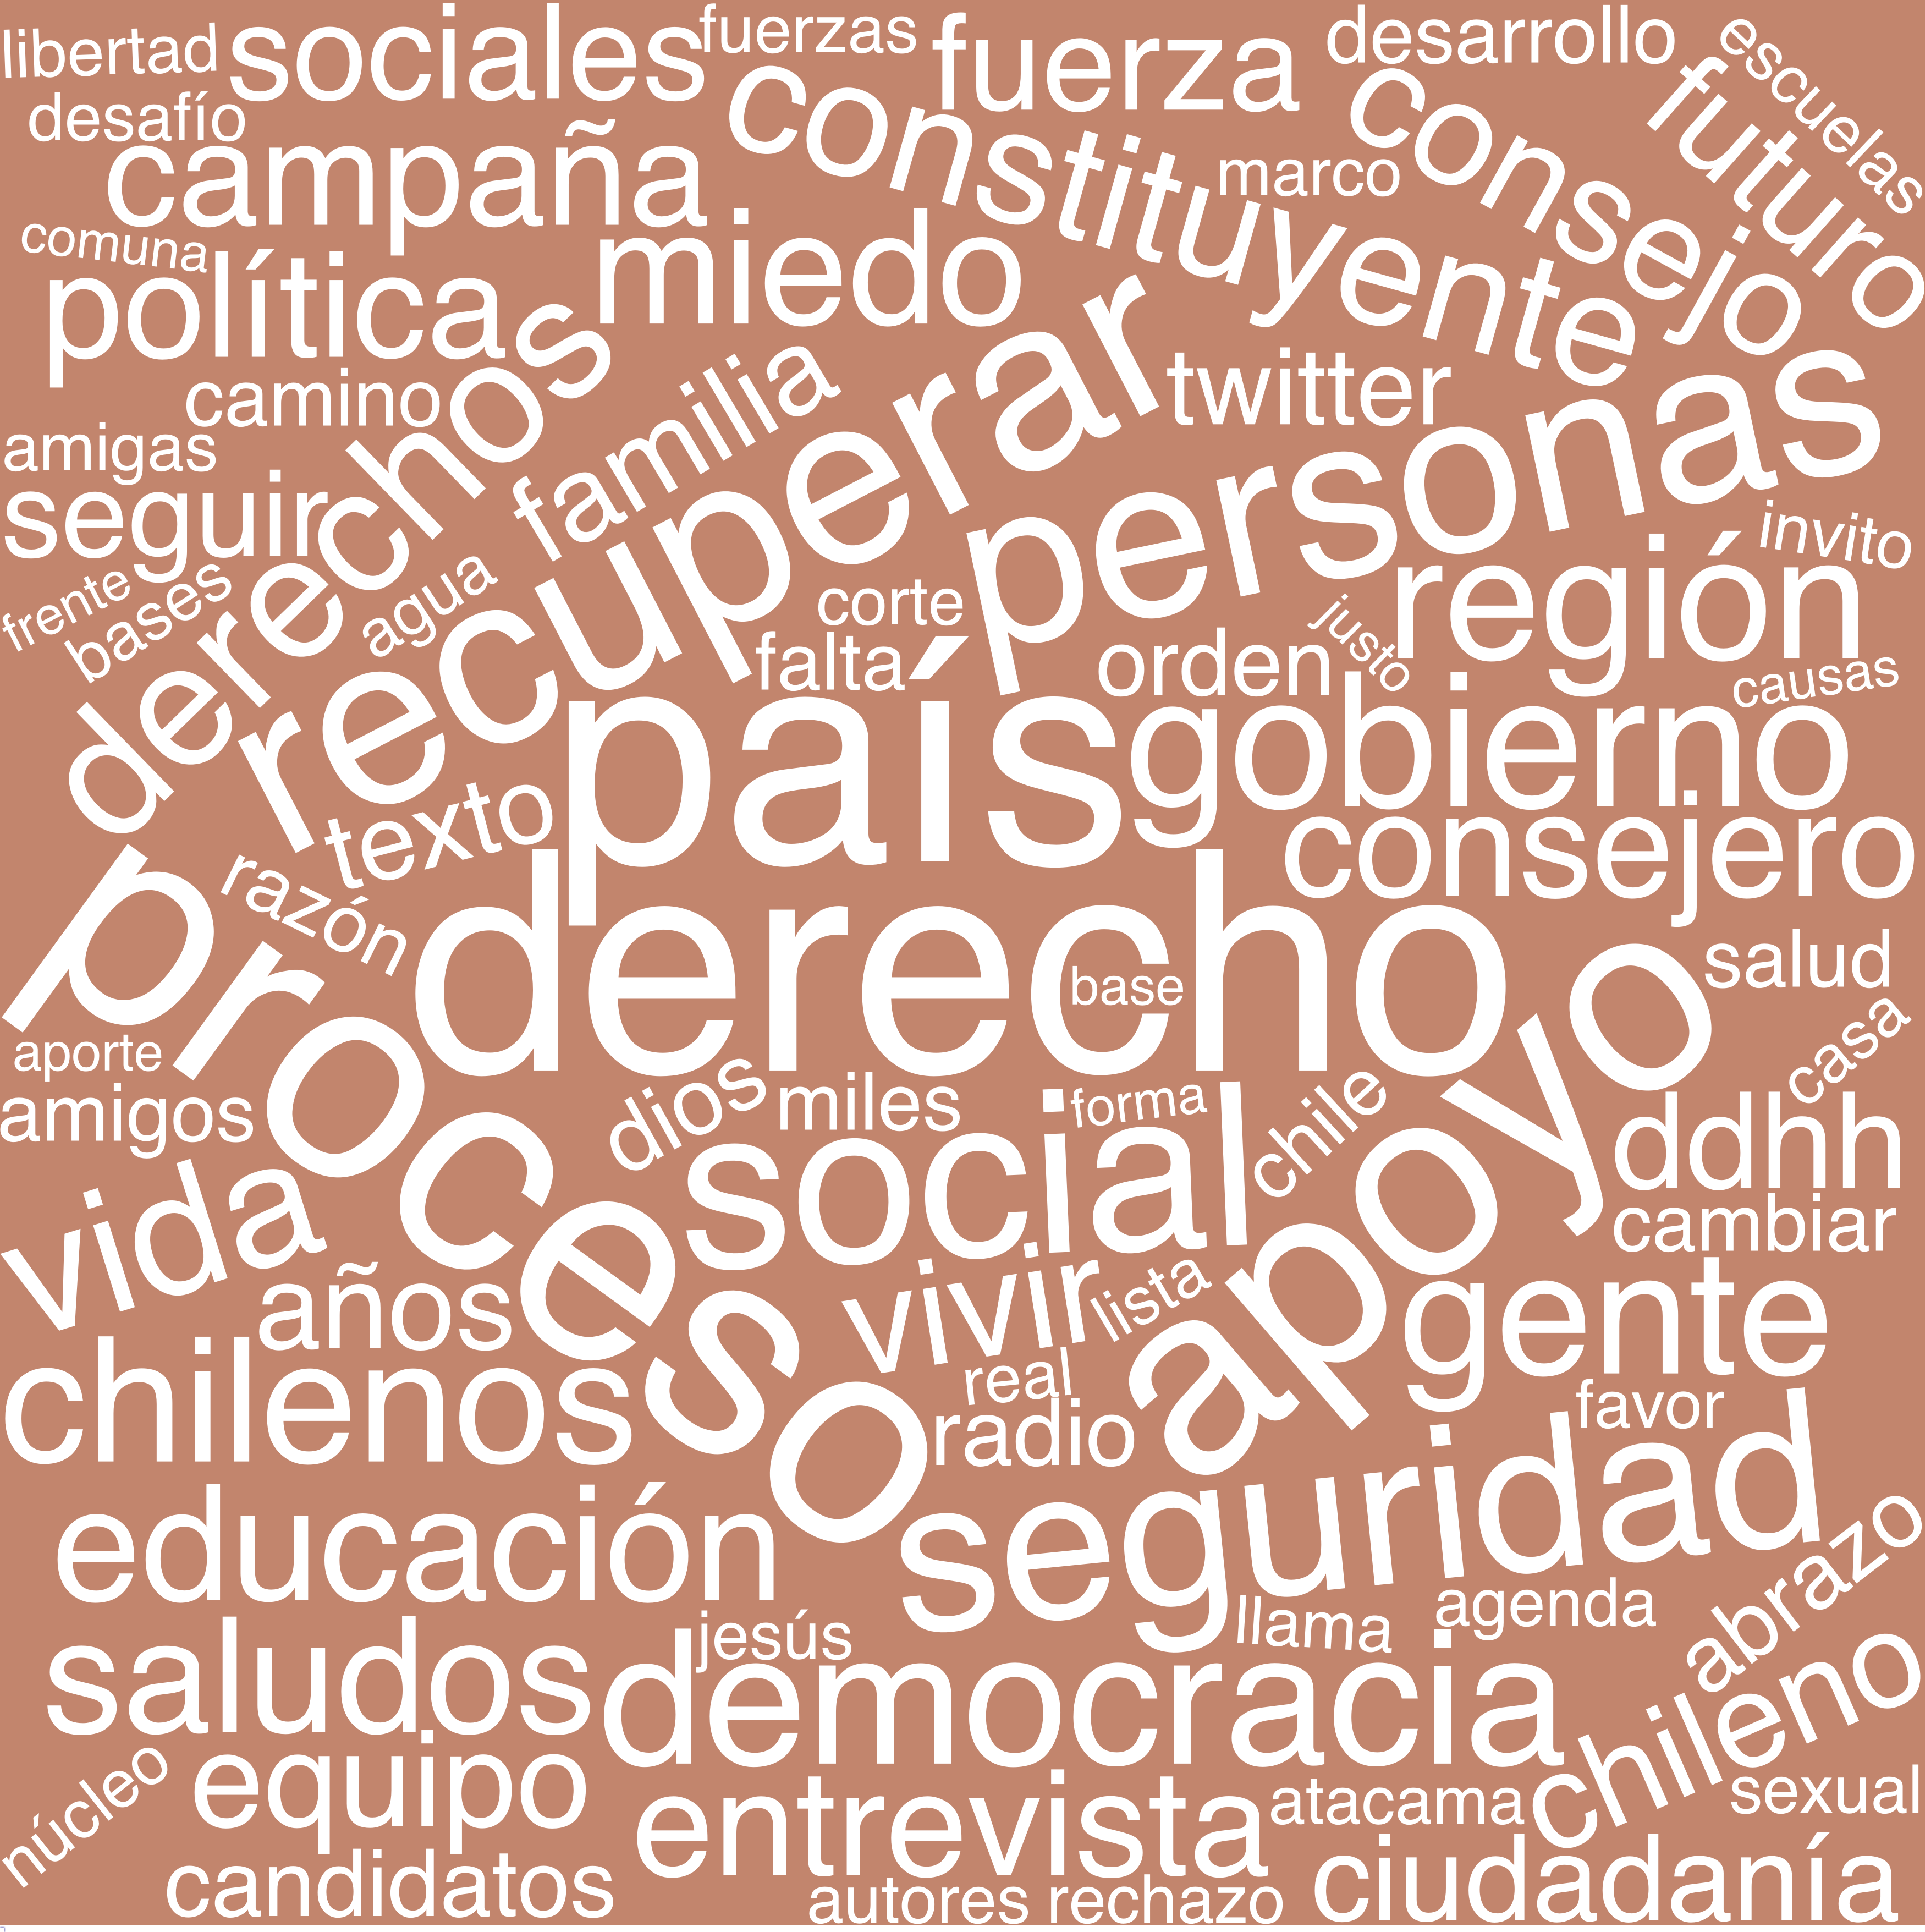 libertad
sociales
fuerzas
fuerza
desarrollo
escuelas
desafío
campaña
constituyente
marco
consejo
futuro
comuna
política
miedo
camino
derechos
familia
recuperar
twitter
personas
amigas
seguir
invito
frente
bases
agua
corte
falta
orden
justo
región
causas
país
gobierno
texto
consejero
razón
proceso
derecho
base
apoyo
salud
aporte
casa
amigos
dijos
miles
forma
chille
ddhh
social
cambiar
vida
años
vivir
lista
gente
chilenos
real
radio
favor
educación
seguridad
abrazo
jesús
llama
agenda
saludos
democracia
chileno
núcleo
equipo
entrevista
atacama
sexual
candidatos
autores
rechazo
ciudadanía